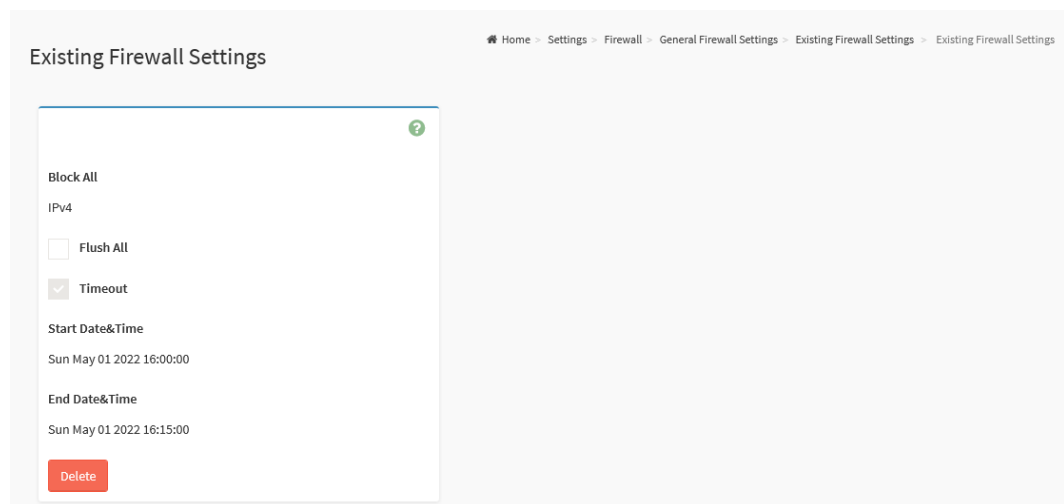 Existing Firewall Settings
Home > Settings > Firewall > General Firewall Settings > Existing Firewall Settings > Existing Firewall Settings
?
Block All
IPv4
Flush All
Timeout
Start Date&Time
Sun May 01 2022 16:00:00
End Date&Time
Sun May 01 2022 16:15:00
Delete